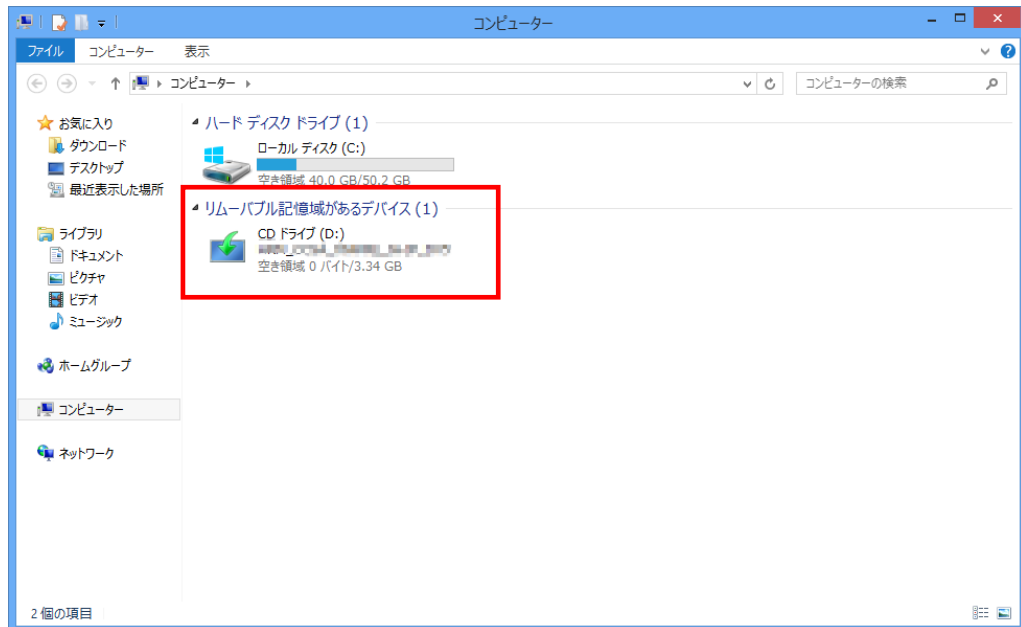 コンピューター
ファイル コンピューター 表示
コンピューター
コンピューターの検索
お気に入り
ダウンロード
デスクトップ
最近表示した場所
ライブラリ
ドキュメント
ピクチャ
ビデオ
ミュージック
ホームグループ
コンピューター
ネットワーク
ハード ディスク ドライブ (1)
ローカル ディスク (C:)
空き領域 40.0 GB/50.2 GB
リムーバブル記憶域があるデバイス (1)
CD ドライブ (D:)
空き領域 0 バイト/3.34 GB
2 個の項目